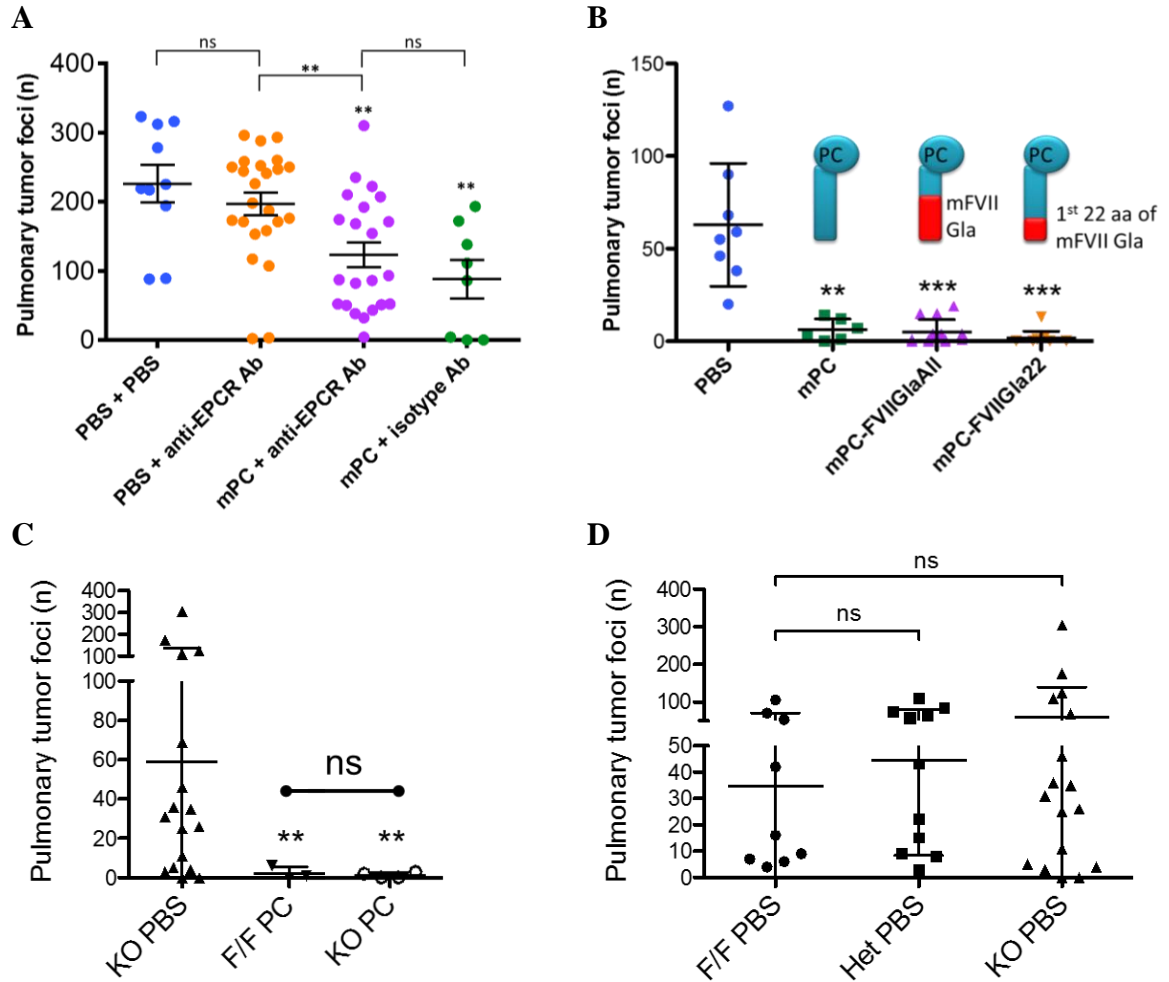 A
ns
ns
**
**
**
400
300
200
100
0
Pulmonary tumor foci (n)
PBS + PBS
PBS + anti-EPCR Ab
mPC + anti-EPCR Ab
mPC + isotype Ab
B
150
100
50
0
Pulmonary tumor foci (n)
PC
PC
PC
mFVII
Gla
1st 22 aa of
mFVII Gla
**
***
***
PBS
mPC
mPC-FVIIGlaAll
mPC-FVIIGla22
C
400
300
200
100
100
80
60
40
20
0
Pulmonary tumor foci (n)
ns
**
**
KO PBS
F/F PC
KO PC
D
ns
ns
400
300
200
100
50
40
30
20
10
0
Pulmonary tumor foci (n)
F/F PBS
Het PBS
KO PBS